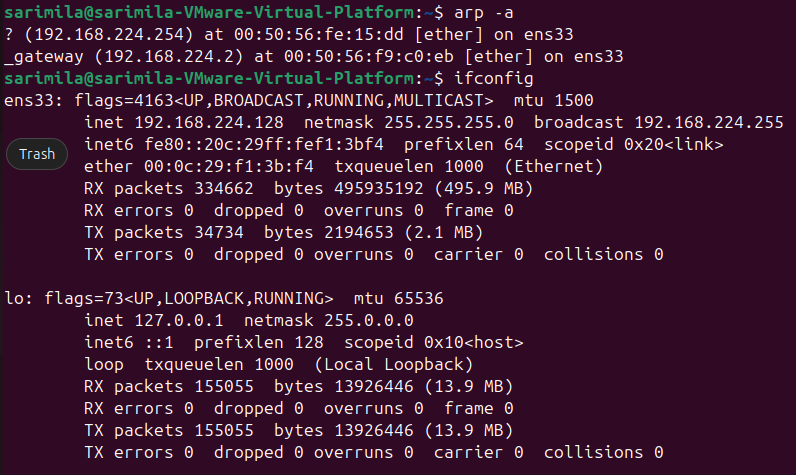 sarimila@sarimila-VMware-Virtual-Platform:~$ arp -a
? (192.168.224.254) at 00:50:56:fe:15:dd [ether] on ens33
_gateway (192.168.224.2) at 00:50:56:f9:c0:eb [ether] on ens33
sarimila@sarimila-VMware-Virtual-Platform:~$ ifconfig
ens33: flags=4163<UP,BROADCAST,RUNNING,MULTICAST>  mtu 1500
        inet 192.168.224.128  netmask 255.255.255.0  broadcast 192.168.224.255
        inet6 fe80::20c:29ff:fef1:3bf4  prefixlen 64  scopeid 0x20<link>
Trash
        ether 00:0c:29:f1:3b:f4  txqueuelen 1000  (Ethernet)
        RX packets 334662  bytes 495935192 (495.9 MB)
        RX errors 0  dropped 0  overruns 0  frame 0
        TX packets 34734  bytes 2194653 (2.1 MB)
        TX errors 0  dropped 0 overruns 0  carrier 0  collisions 0

lo: flags=73<UP,LOOPBACK,RUNNING>  mtu 65536
        inet 127.0.0.1  netmask 255.0.0.0
        inet6 ::1  prefixlen 128  scopeid 0x10<host>
        loop  txqueuelen 1000  (Local Loopback)
        RX packets 155055  bytes 13926446 (13.9 MB)
        RX errors 0  dropped 0  overruns 0  frame 0
        TX packets 155055  bytes 13926446 (13.9 MB)
        TX errors 0  dropped 0 overruns 0  carrier 0  collisions 0